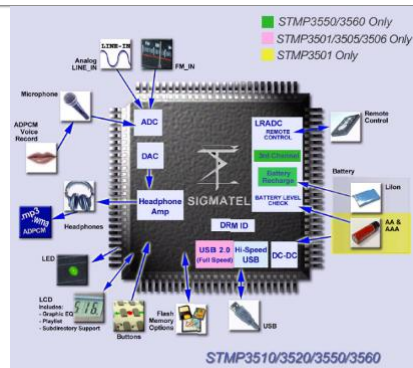 STMP3550/3560 Only
STMP3501/3505/3506 Only
STMP3501 Only
Analog
LINE_IN
LINE-IN
FM_IN
Microphone
ADPCM
Voice
Record
ADC
DAC
Headphone
Amp
LRADC
REMOTE
CONTROL
3rd Channel
Battery
Recharge
BATTERY LEVEL
CHECK
SIGMATEL
DRM ID
USB 2.0
(Full Speed)
Hi-Speed
USB
DC-DC
Remote
Control
Battery
LiIon
AA &
AAA
.mp3
.wma
ADPCM
Headphones
LED
LCD
Includes:
- Graphic EQ
- Playlist
- Subdirectory Support
Buttons
Flash
Memory
Options
USB
STMP3510/3520/3550/3560